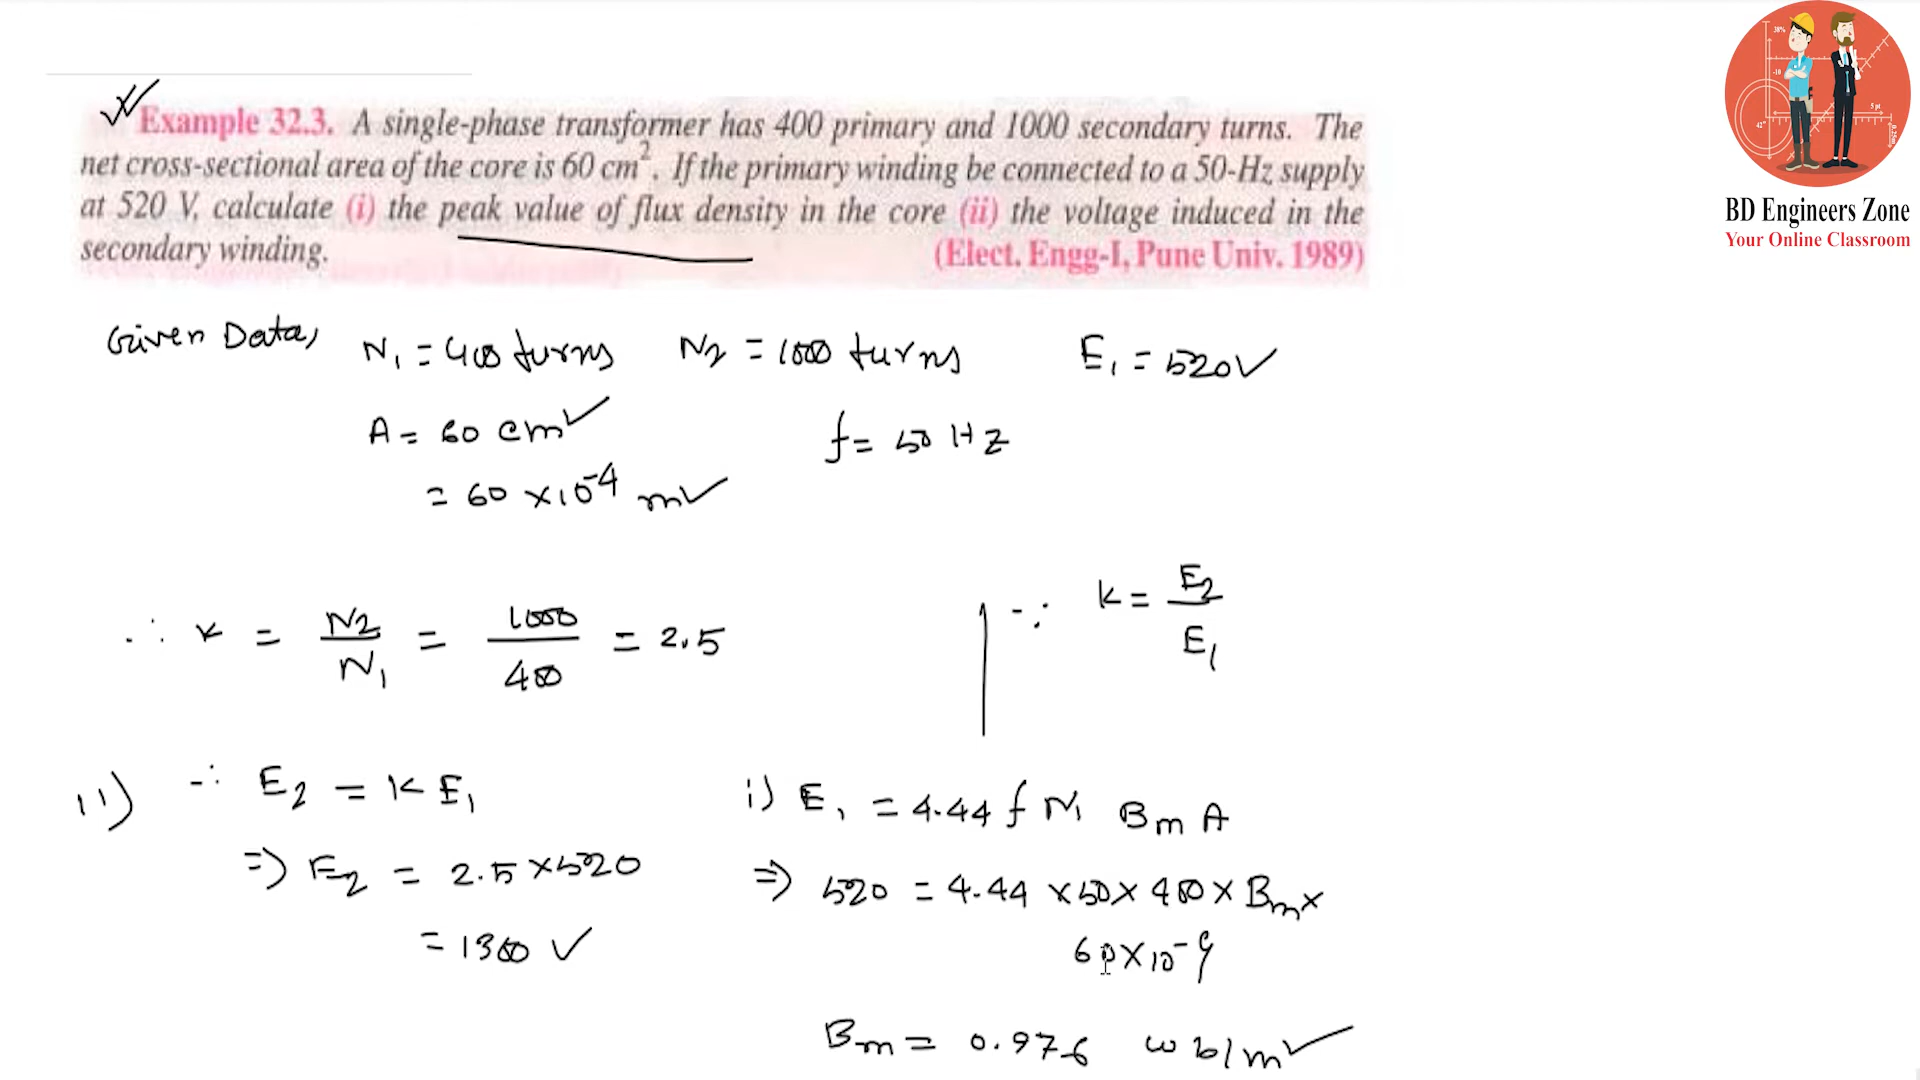 Example 32.3. A single-phase transformer has 400 primary and 1000 secondary turns. The
net cross-sectional area of the core is 60 cm². If the primary winding be connected to a 50-Hz supply
at 520 V, calculate (i) the peak value of flux density in the core (ii) the voltage induced in the
secondary winding. (Elect. Engg-I, Pune Univ. 1989)
BD Engineers Zone
Your Online Classroom
Given Data, N₁ = 400 turns N₂ = 1000 turns E₁ = 520V
A = 60 cm² f = 50 Hz
= 60 × 10⁻⁴ m²
∴ K = N₂/N₁ = 1000/400 = 2.5
∵ K = E₂/E₁
ii) ∵ E₂ = K E₁
⇒ E₂ = 2.5 × 520
= 1300 V
i) E₁ = 4.44 f N₁ Bm A
⇒ 520 = 4.44 × 50 × 400 × Bm ×
60 × 10⁻⁴
Bm = 0.976 wb/m²